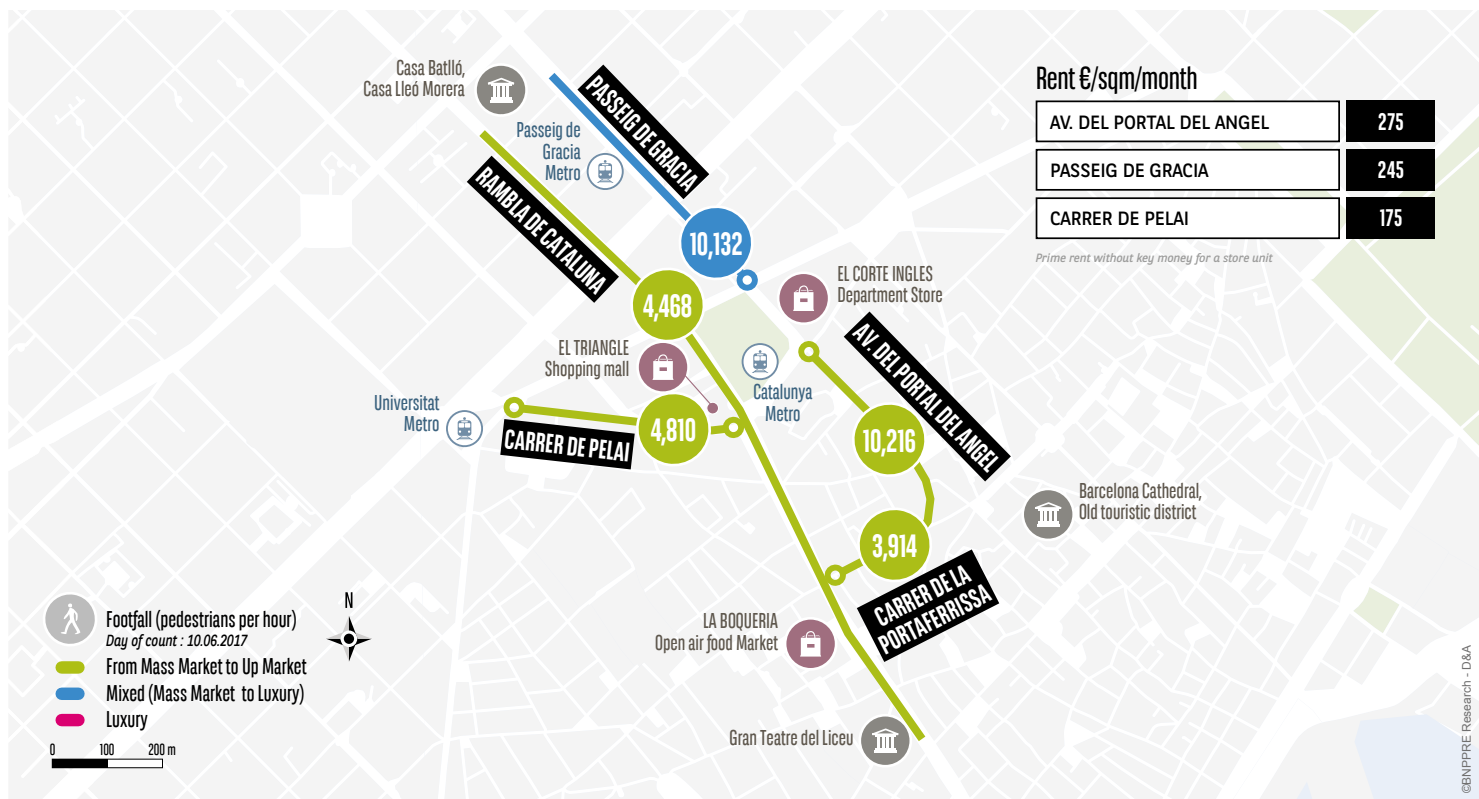 Casa Batlló,
Casa Lleó Morera
PASSEIG DE GRACIA
Passeig de
Gracia
Metro
RAMBLA DE CATALUNA
10,132
4,468
EL CORTE INGLES
Department Store
EL TRIANGLE
Shopping mall
Catalunya
Metro
AV. DEL PORTAL DEL ANGEL
Universitat
Metro
CARRER DE PELAI
4,810
10,216
Barcelona Cathedral,
Old touristic district
3,914
CARRER DE LA
PORTAFERRISSA
LA BOQUERIA
Open air food Market
Gran Teatre del Liceu
Rent €/sqm/month
AV. DEL PORTAL DEL ANGEL 275
PASSEIG DE GRACIA 245
CARRER DE PELAI 175
Prime rent without key money for a store unit
Footfall (pedestrians per hour)
Day of count : 10.06.2017
From Mass Market to Up Market
Mixed (Mass Market to Luxury)
Luxury
0 100 200 m
N
©BNPPRE Research - D&A